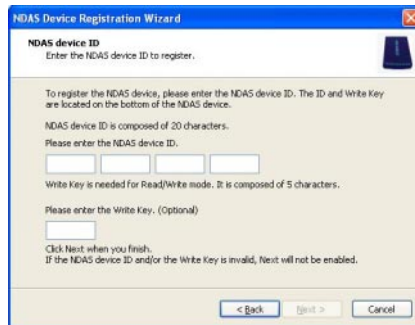 NDAS Device Registration Wizard
NDAS device ID
Enter the NDAS device ID to register.
To register the NDAS device, please enter the NDAS device ID. The ID and Write Key
are located on the bottom of the NDAS device.
NDAS device ID is composed of 20 characters.
Please enter the NDAS device ID.
Write Key is needed for Read/Write mode. It is composed of 5 characters.
Please enter the Write Key. (Optional)
Click Next when you finish.
If the NDAS device ID and/or the Write Key is invalid, Next will not be enabled.
< Back Next > Cancel